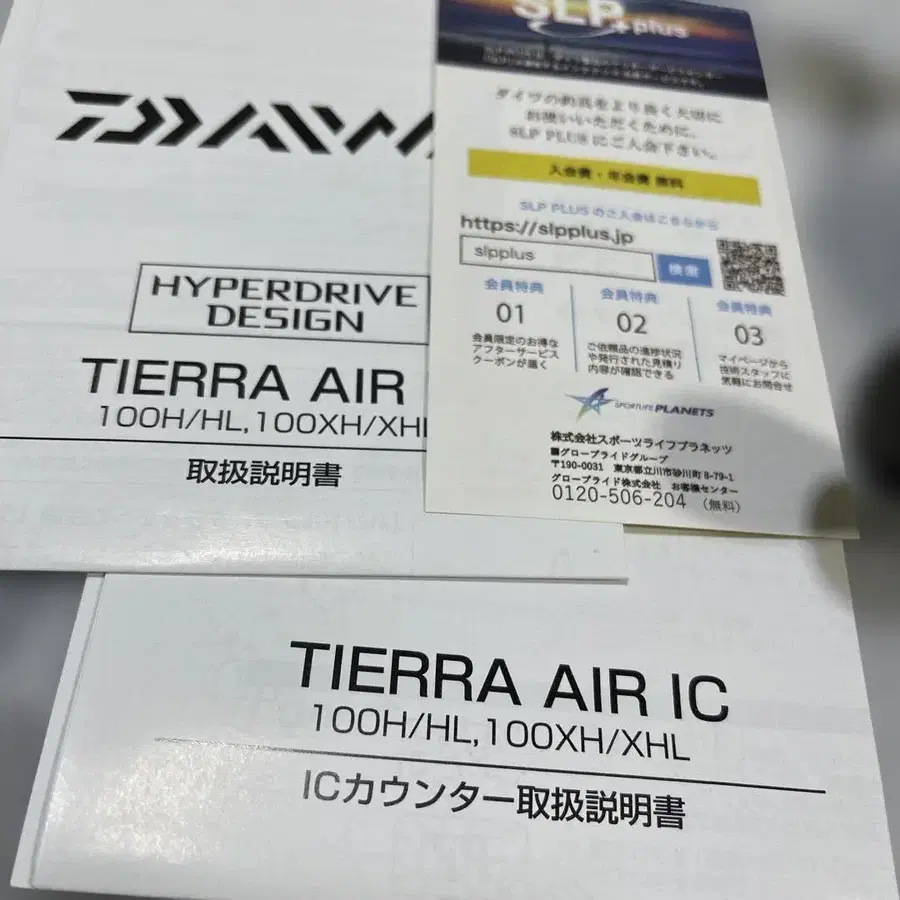 DAIWA
HYPERDRIVE
DESIGN
TIERRA AIR
100H/HL,100XH/XHL
取扱説明書
SLP plus
ダイワの釣具をより良く大切に
お使いいただくために、
SLP PLUS にご入会下さい。
入会費・年会費 無料
SLP PLUS のご入会はこちらから
https://slpplus.jp
slpplus
検索
会員特典
01
会員限定のお得な
アフターサービス
クーポンが届く
会員特典
02
ご依頼品の進捗状況
や発行された見積り
内容が確認できる
会員特典
03
マイページから
技術スタッフに
気軽にお問合せ
SPORTLIFE PLANETS
株式会社スポーツライフプラネッツ
■グローブライドグループ
〒190-0031 東京都立川市砂川町 8-79-1
グローブライド株式会社 お客様センター
0120-506-204 (無料)
TIERRA AIR IC
100H/HL,100XH/XHL
ICカウンター取扱説明書